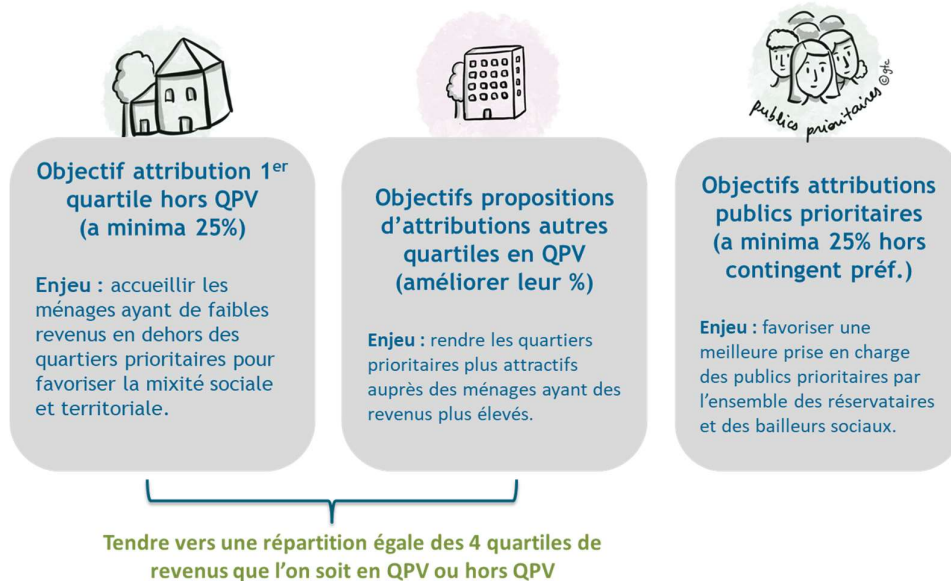 publics prioritaires ©gtc
Objectif attribution 1er
quartile hors QPV
(a minima 25%)
Enjeu : accueillir les
ménages ayant de faibles
revenus en dehors des
quartiers prioritaires pour
favoriser la mixité sociale
et territoriale.
Objectifs propositions
d’attributions autres
quartiles en QPV
(améliorer leur %)
Enjeu : rendre les quartiers
prioritaires plus attractifs
auprès des ménages ayant des
revenus plus élevés.
Objectifs attributions
publics prioritaires
(a minima 25% hors
contingent préf.)
Enjeu : favoriser une
meilleure prise en charge
des publics prioritaires par
l’ensemble des réservataires
et des bailleurs sociaux.
Tendre vers une répartition égale des 4 quartiles de
revenus que l’on soit en QPV ou hors QPV